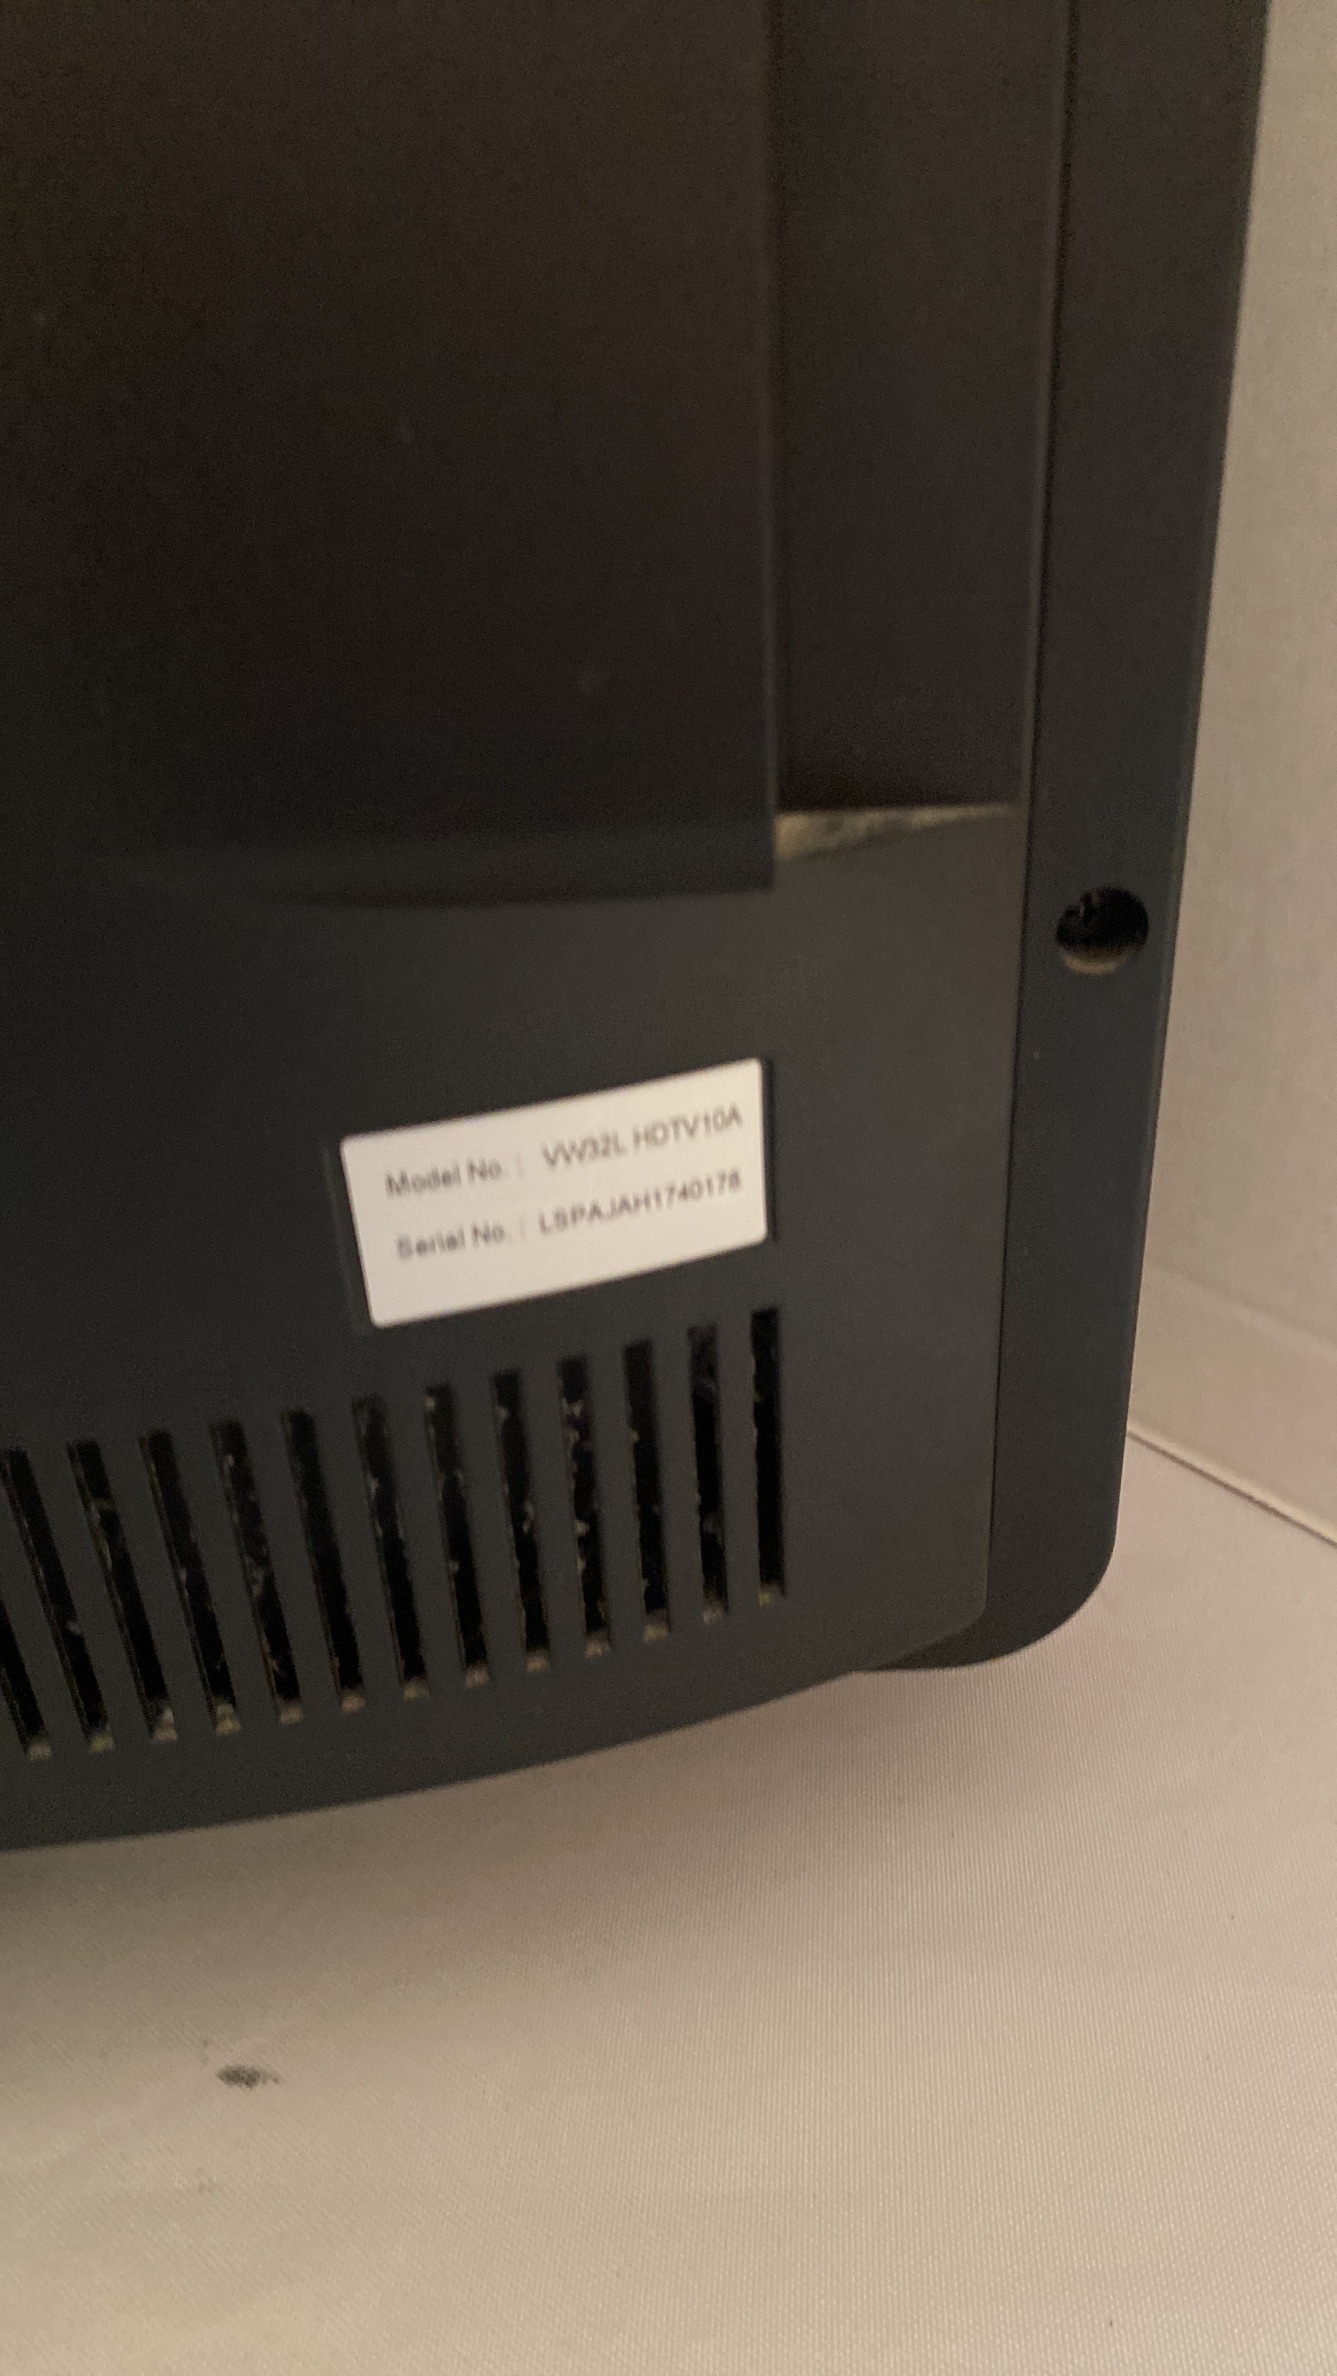 Model No. : VW32L HDTV10A
Serial No. : LSPAJAH1740178